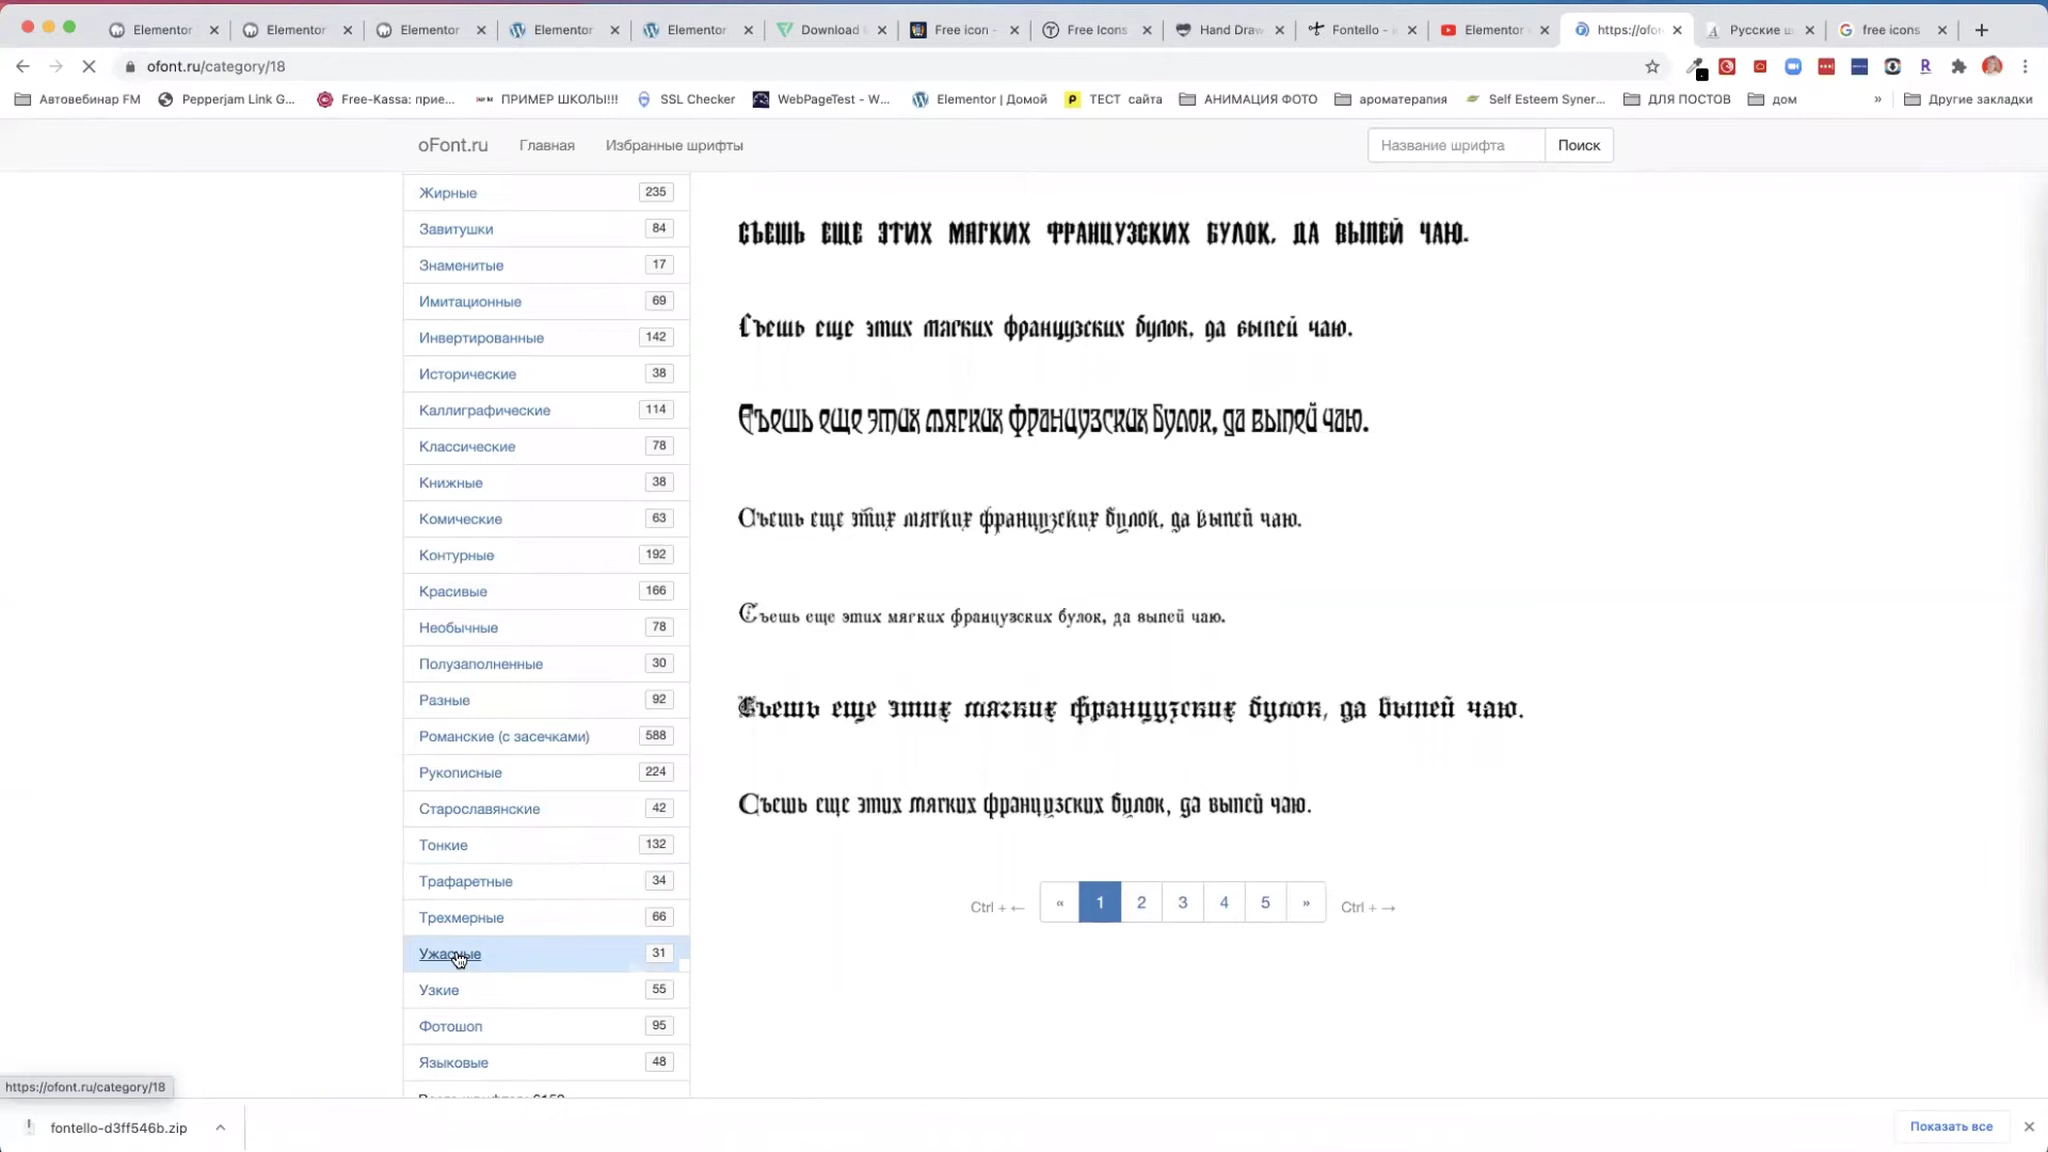 Elementor
Elementor
Elementor
Elementor
Elementor
Download
Free icon -
Free Icons
Hand Draw
Fontello - i
Elementor
https://ofon
Русские ш
free icons
ofont.ru/category/18
Автовебинар FM
Pepperjam Link G...
Free-Kassa: прие...
ПРИМЕР ШКОЛЫ!!!
SSL Checker
WebPageTest - W...
Elementor | Домой
ТЕСТ сайта
АНИМАЦИЯ ФОТО
ароматерапия
Self Esteem Syner...
ДЛЯ ПОСТОВ
дом
»
Другие закладки
oFont.ru
Главная
Избранные шрифты
Название шрифта
Поиск
Жирные 235
Завитушки 84
Знаменитые 17
Имитационные 69
Инвертированные 142
Исторические 38
Каллиграфические 114
Классические 78
Книжные 38
Комические 63
Контурные 192
Красивые 166
Необычные 78
Полузаполненные 30
Разные 92
Романские (с засечками) 588
Рукописные 224
Старославянские 42
Тонкие 132
Трафаретные 34
Трехмерные 66
Ужасные 31
Узкие 55
Фотошоп 95
Языковые 48
СЪЕШЬ ЕЩЕ ЭТИХ МЯГКИХ ФРАНЦУЗСКИХ БУЛОК, ДА ВЫПЕЙ ЧАЮ.
Съешь еще этих мягких французских булок, да выпей чаю.
Съешь еще этих мягких французских булок, да выпей чаю.
Съешь еще этих мягких французских булок, да выпей чаю.
Съешь еще этих мягких французских булок, да выпей чаю.
Съешь еще этих мягких французских булок, да выпей чаю.
Съешь еще этих мягких французских булок, да выпей чаю.
Ctrl + ← « 1 2 3 4 5 » Ctrl + →
https://ofont.ru/category/18
fontello-d3ff546b.zip
Показать все